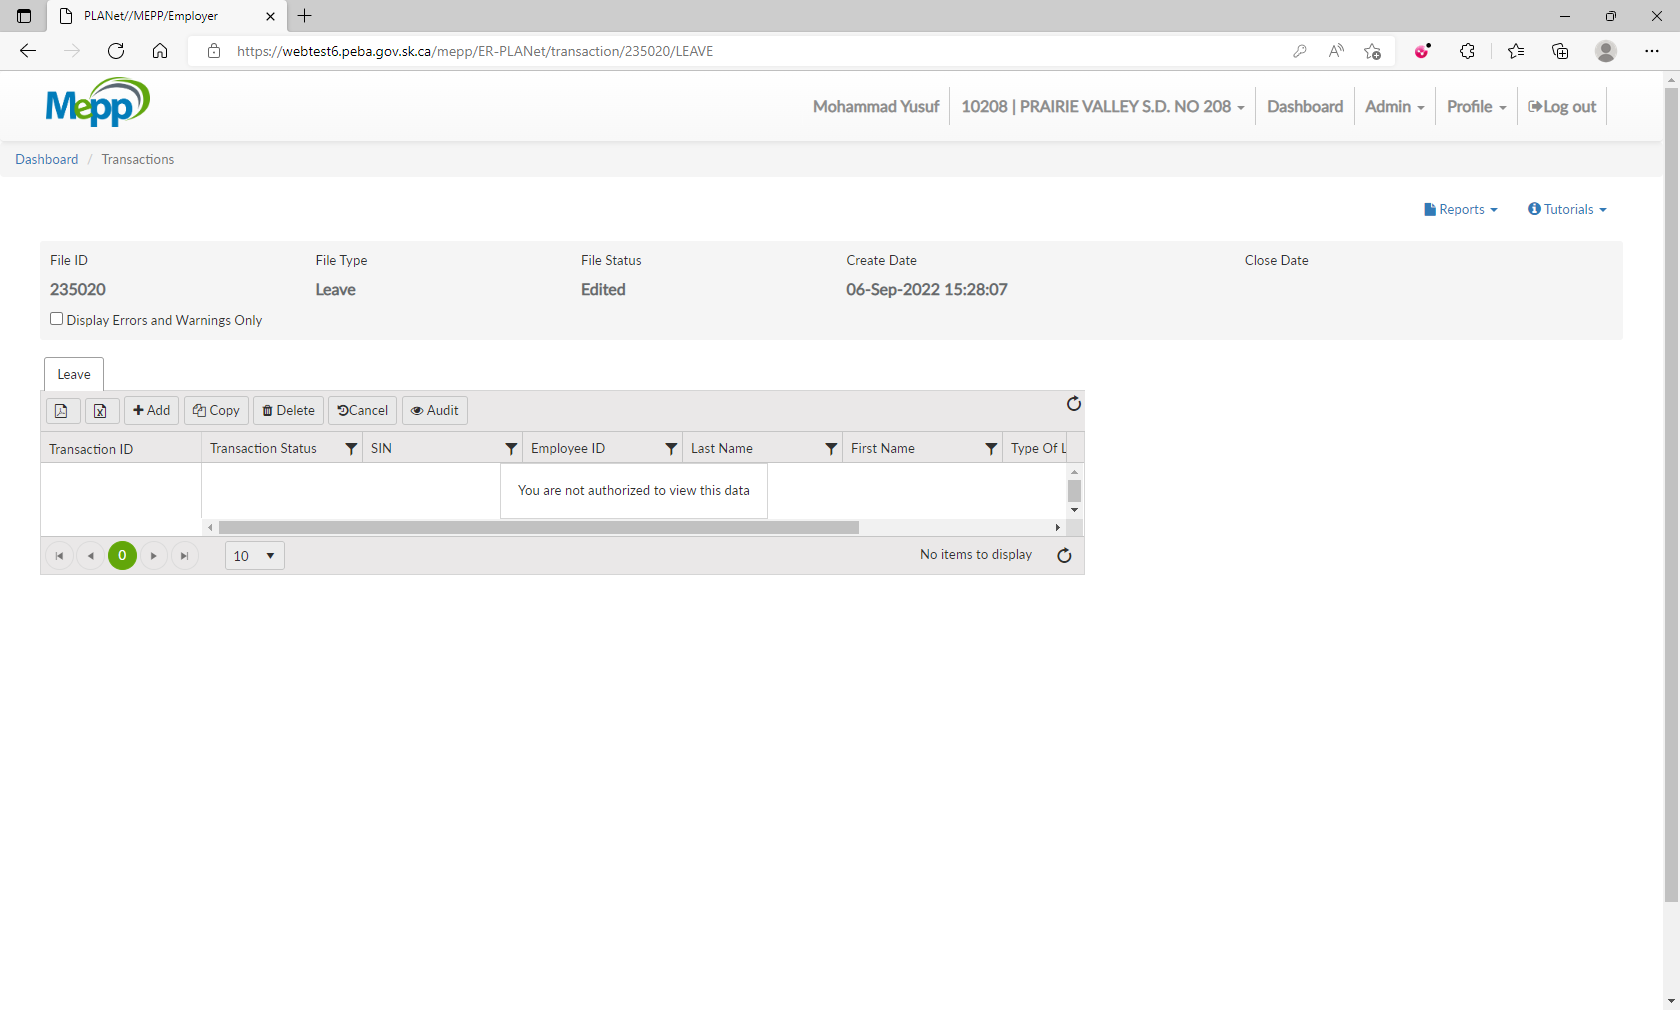 PLANet//MEPP/Employer
https://webtest6.peba.gov.sk.ca/mepp/ER-PLANet/transaction/235020/LEAVE
Mepp
Mohammad Yusuf
10208 | PRAIRIE VALLEY S.D. NO 208
Dashboard
Admin
Profile
Log out
Dashboard / Transactions
Reports
Tutorials
File ID
File Type
File Status
Create Date
Close Date
235020
Leave
Edited
06-Sep-2022 15:28:07
Display Errors and Warnings Only
Leave
Add
Copy
Delete
Cancel
Audit
Transaction ID
Transaction Status
SIN
Employee ID
Last Name
First Name
Type Of L
You are not authorized to view this data
0
10
No items to display